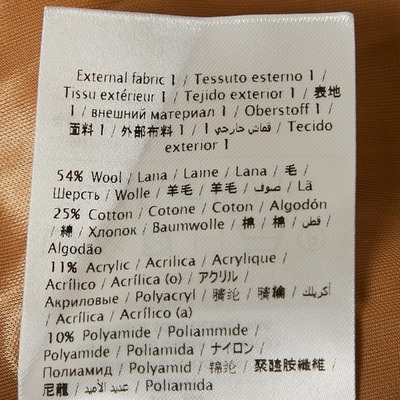 External fabric 1 / Tessuto esterno 1 /
Tissu extérieur 1 / Tejido exterior 1 / 表地
1 / внешний материал 1 / Oberstoff 1 /
面料 1 / 外部布料 1 / قماش خارجي 1 / Tecido
exterior 1
54% Wool / Lana / Laine / Lana / 毛 /
Шерсть / Wolle / 羊毛 / 羊毛 / صوف / Lã
25% Cotton / Cotone / Coton / Algodón
/ 綿 / Хлопок / Baumwolle / 棉 / 棉 / قطن /
Algodão
11% Acrylic / Acrilica / Acrylique /
Acrílico / Acrílica (o) / アクリル /
Акриловые / Polyacryl / 腈纶 / 腈綸 / أكريليك
/ Acrílica / Acrílico (a)
10% Polyamide / Poliammide /
Polyamide / Poliamida / ナイロン /
Полиамид / Polyamid / 锦纶 / 聚醯胺纖維 /
尼龍 / عديد الأميد / Poliamida